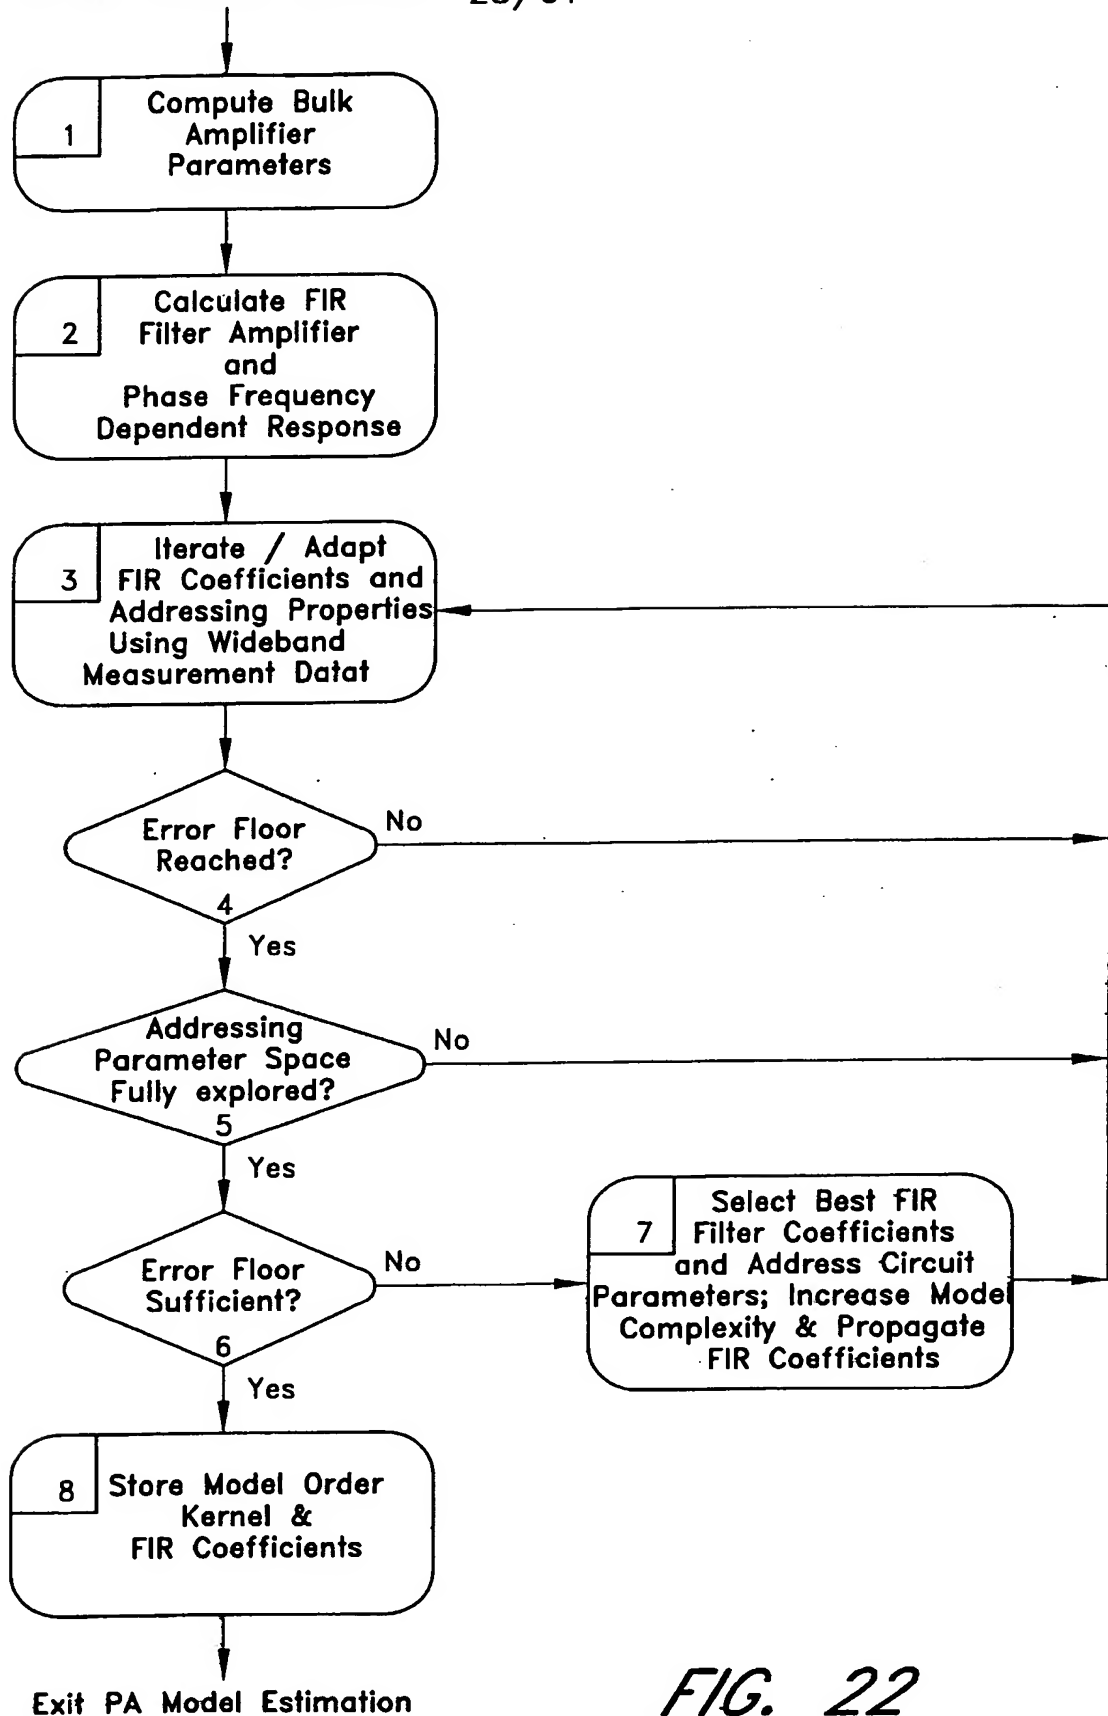 1
Compute Bulk
Amplifier
Parameters
2
Calculate FIR
Filter Amplifier
and
Phase Frequency
Dependent Response
3
Iterate / Adapt
FIR Coefficients and
Addressing Properties
Using Wideband
Measurement Datat
Error Floor
Reached?
4
No
Yes
Addressing
Parameter Space
Fully explored?
5
No
Yes
Error Floor
Sufficient?
6
No
Yes
7
Select Best FIR
Filter Coefficients
and Address Circuit
Parameters; Increase Model
Complexity & Propagate
FIR Coefficients
8
Store Model Order
Kernel &
FIR Coefficients
Exit PA Model Estimation
FIG. 22